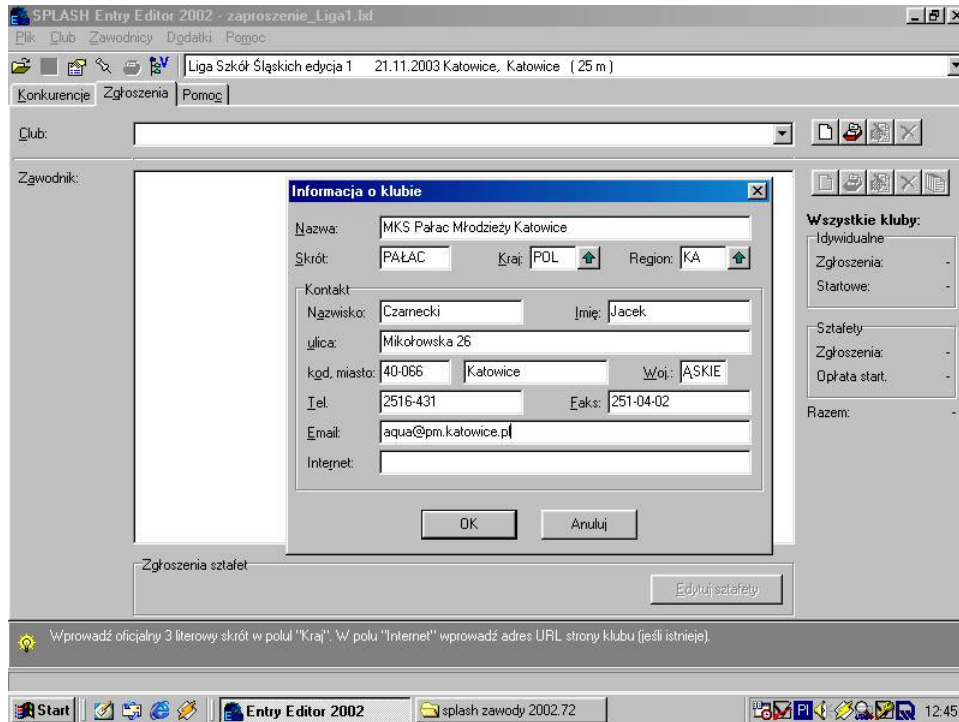 SPLASH Entry Editor 2002 - zaproszenie_Liga1.lxf
Plik Club Zawodnicy Dodatki Pomoc
Liga Szkół Śląskich edycja 1 21.11.2003 Katowice, Katowice ( 25 m )
Konkurencje Zgłoszenia Pomoc
Club:
Zawodnik:
Informacja o klubie
Nazwa: MKS Pałac Młodzieży Katowice
Skrót: PAŁAC Kraj: POL Region: KA
Kontakt
Nazwisko: Czarnecki Imię: Jacek
ulica: Mikołowska 26
kod, miasto: 40-066 Katowice Woj.: ĄSKIE
Tel. 2516-431 Faks: 251-04-02
Email: aqua@pm.katowice.pl
Internet:
OK Anuluj
Wszystkie kluby:
Idywidualne
Zgłoszenia: -
Startowe: -
Sztafety
Zgłoszenia: -
Opłata start. -
Razem: -
Zgłoszenia sztafet
Edytuj sztafety
Wprowadź oficjalny 3 literowy skrót w polul "Kraj". W polu "Internet" wprowadź adres URL strony klubu (jeśli istnieje).
Start Entry Editor 2002 splash zawody 2002.72 Pl 12:45